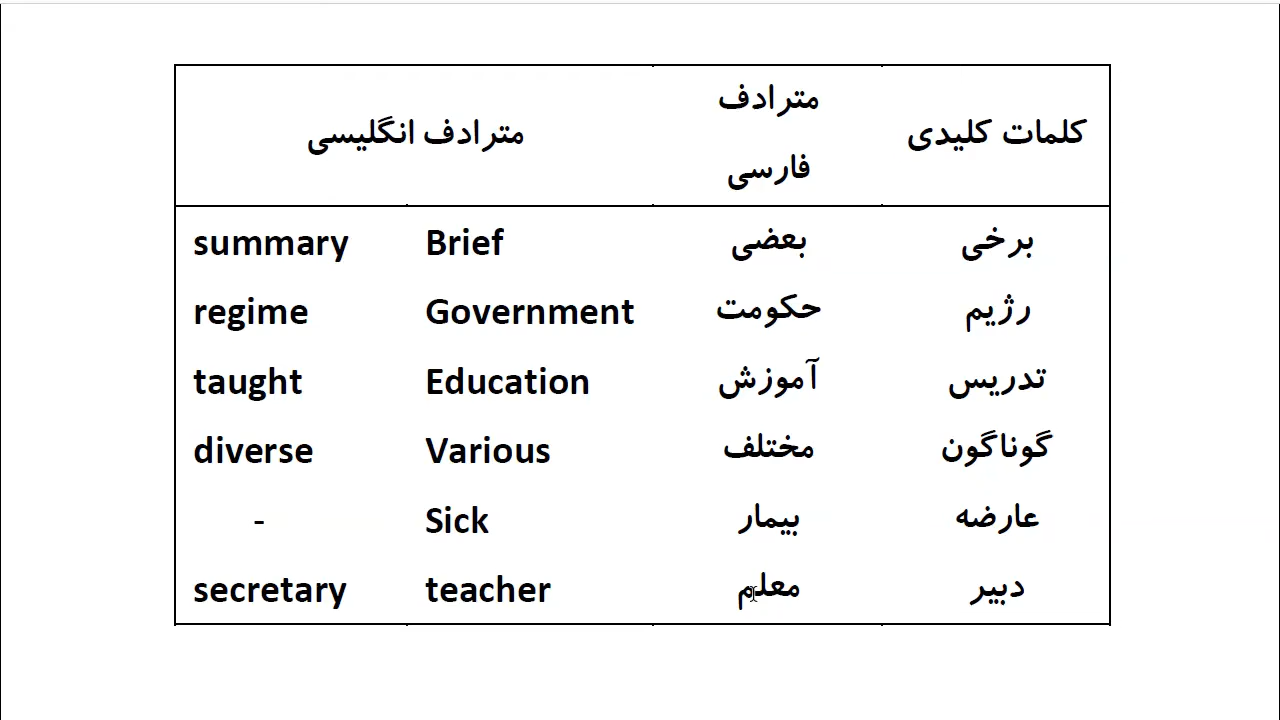 کلمات کلیدی
مترادف
فارسی
مترادف انگلیسی
برخی بعضی Brief summary
رژیم حکومت Government regime
تدریس آموزش Education taught
گوناگون مختلف Various diverse
عارضه بیمار Sick -
دبیر معلم teacher secretary